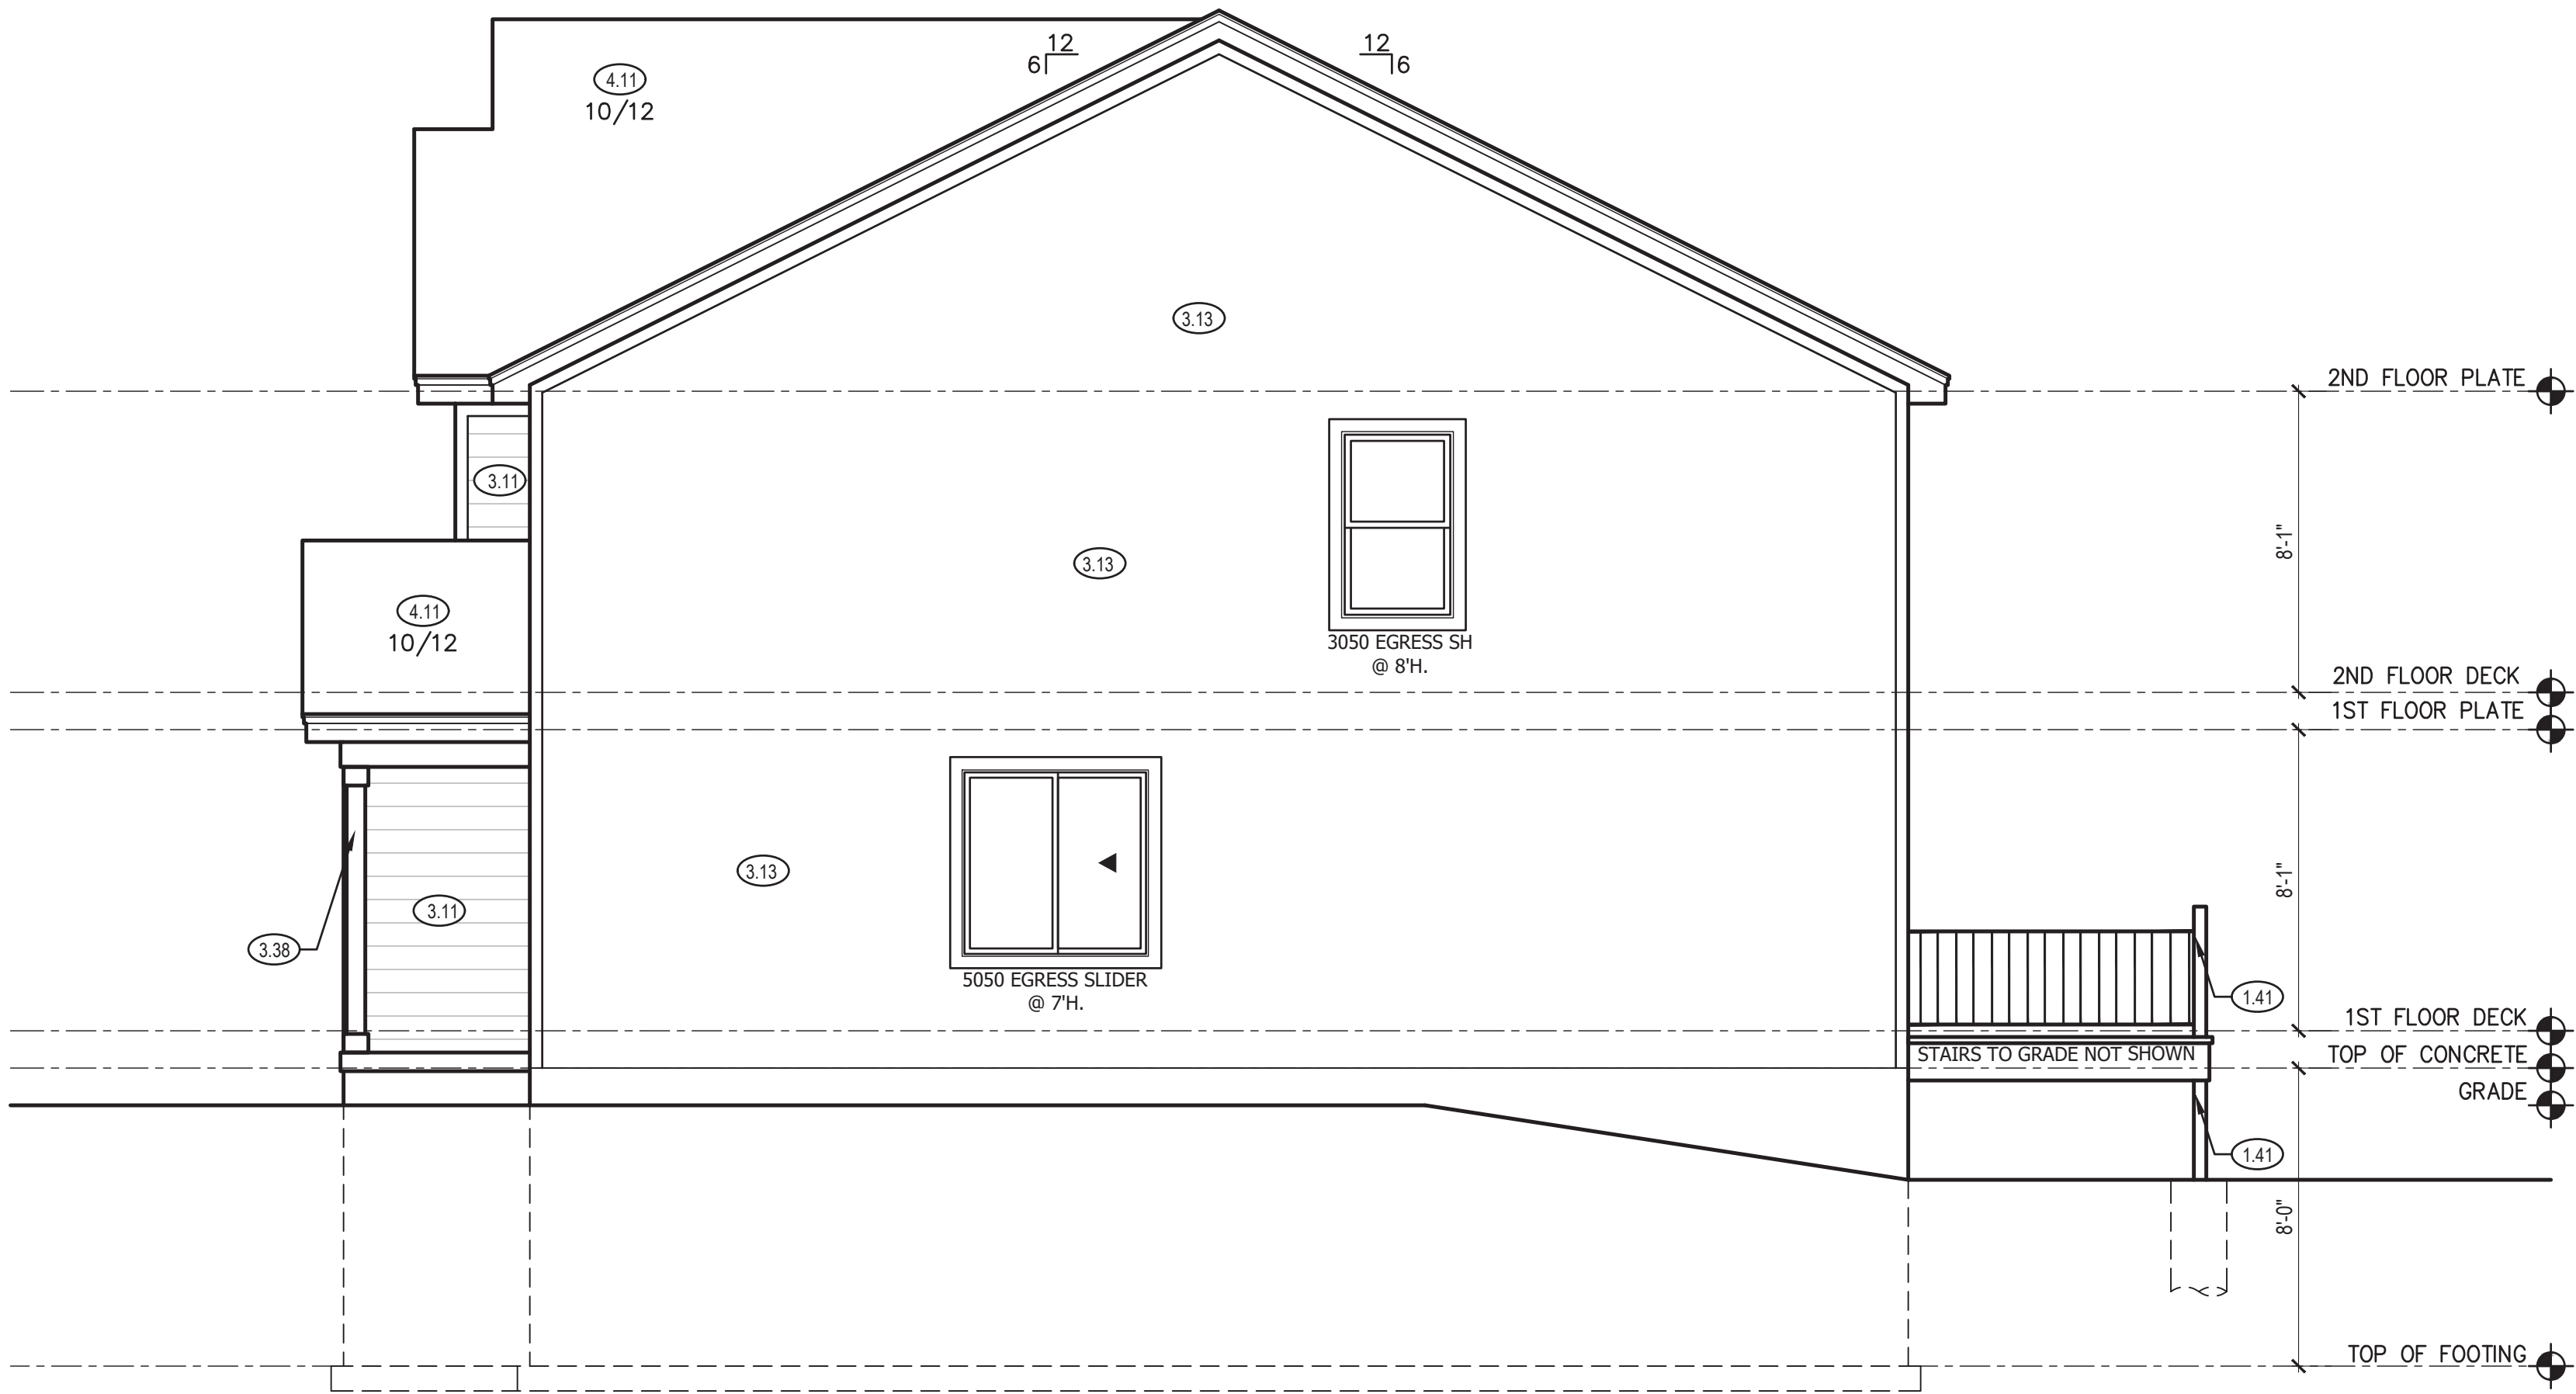 12
6
12
6
4.11
10/12
3.13
2ND FLOOR PLATE
3.11
8'-1"
3.13
4.11
10/12
3050 EGRESS SH
@ 8'H.
2ND FLOOR DECK
1ST FLOOR PLATE
3.13
8'-1"
3.11
3.38
5050 EGRESS SLIDER
@ 7'H.
1.41
1ST FLOOR DECK
STAIRS TO GRADE NOT SHOWN
TOP OF CONCRETE
GRADE
1.41
8'-0"
TOP OF FOOTING